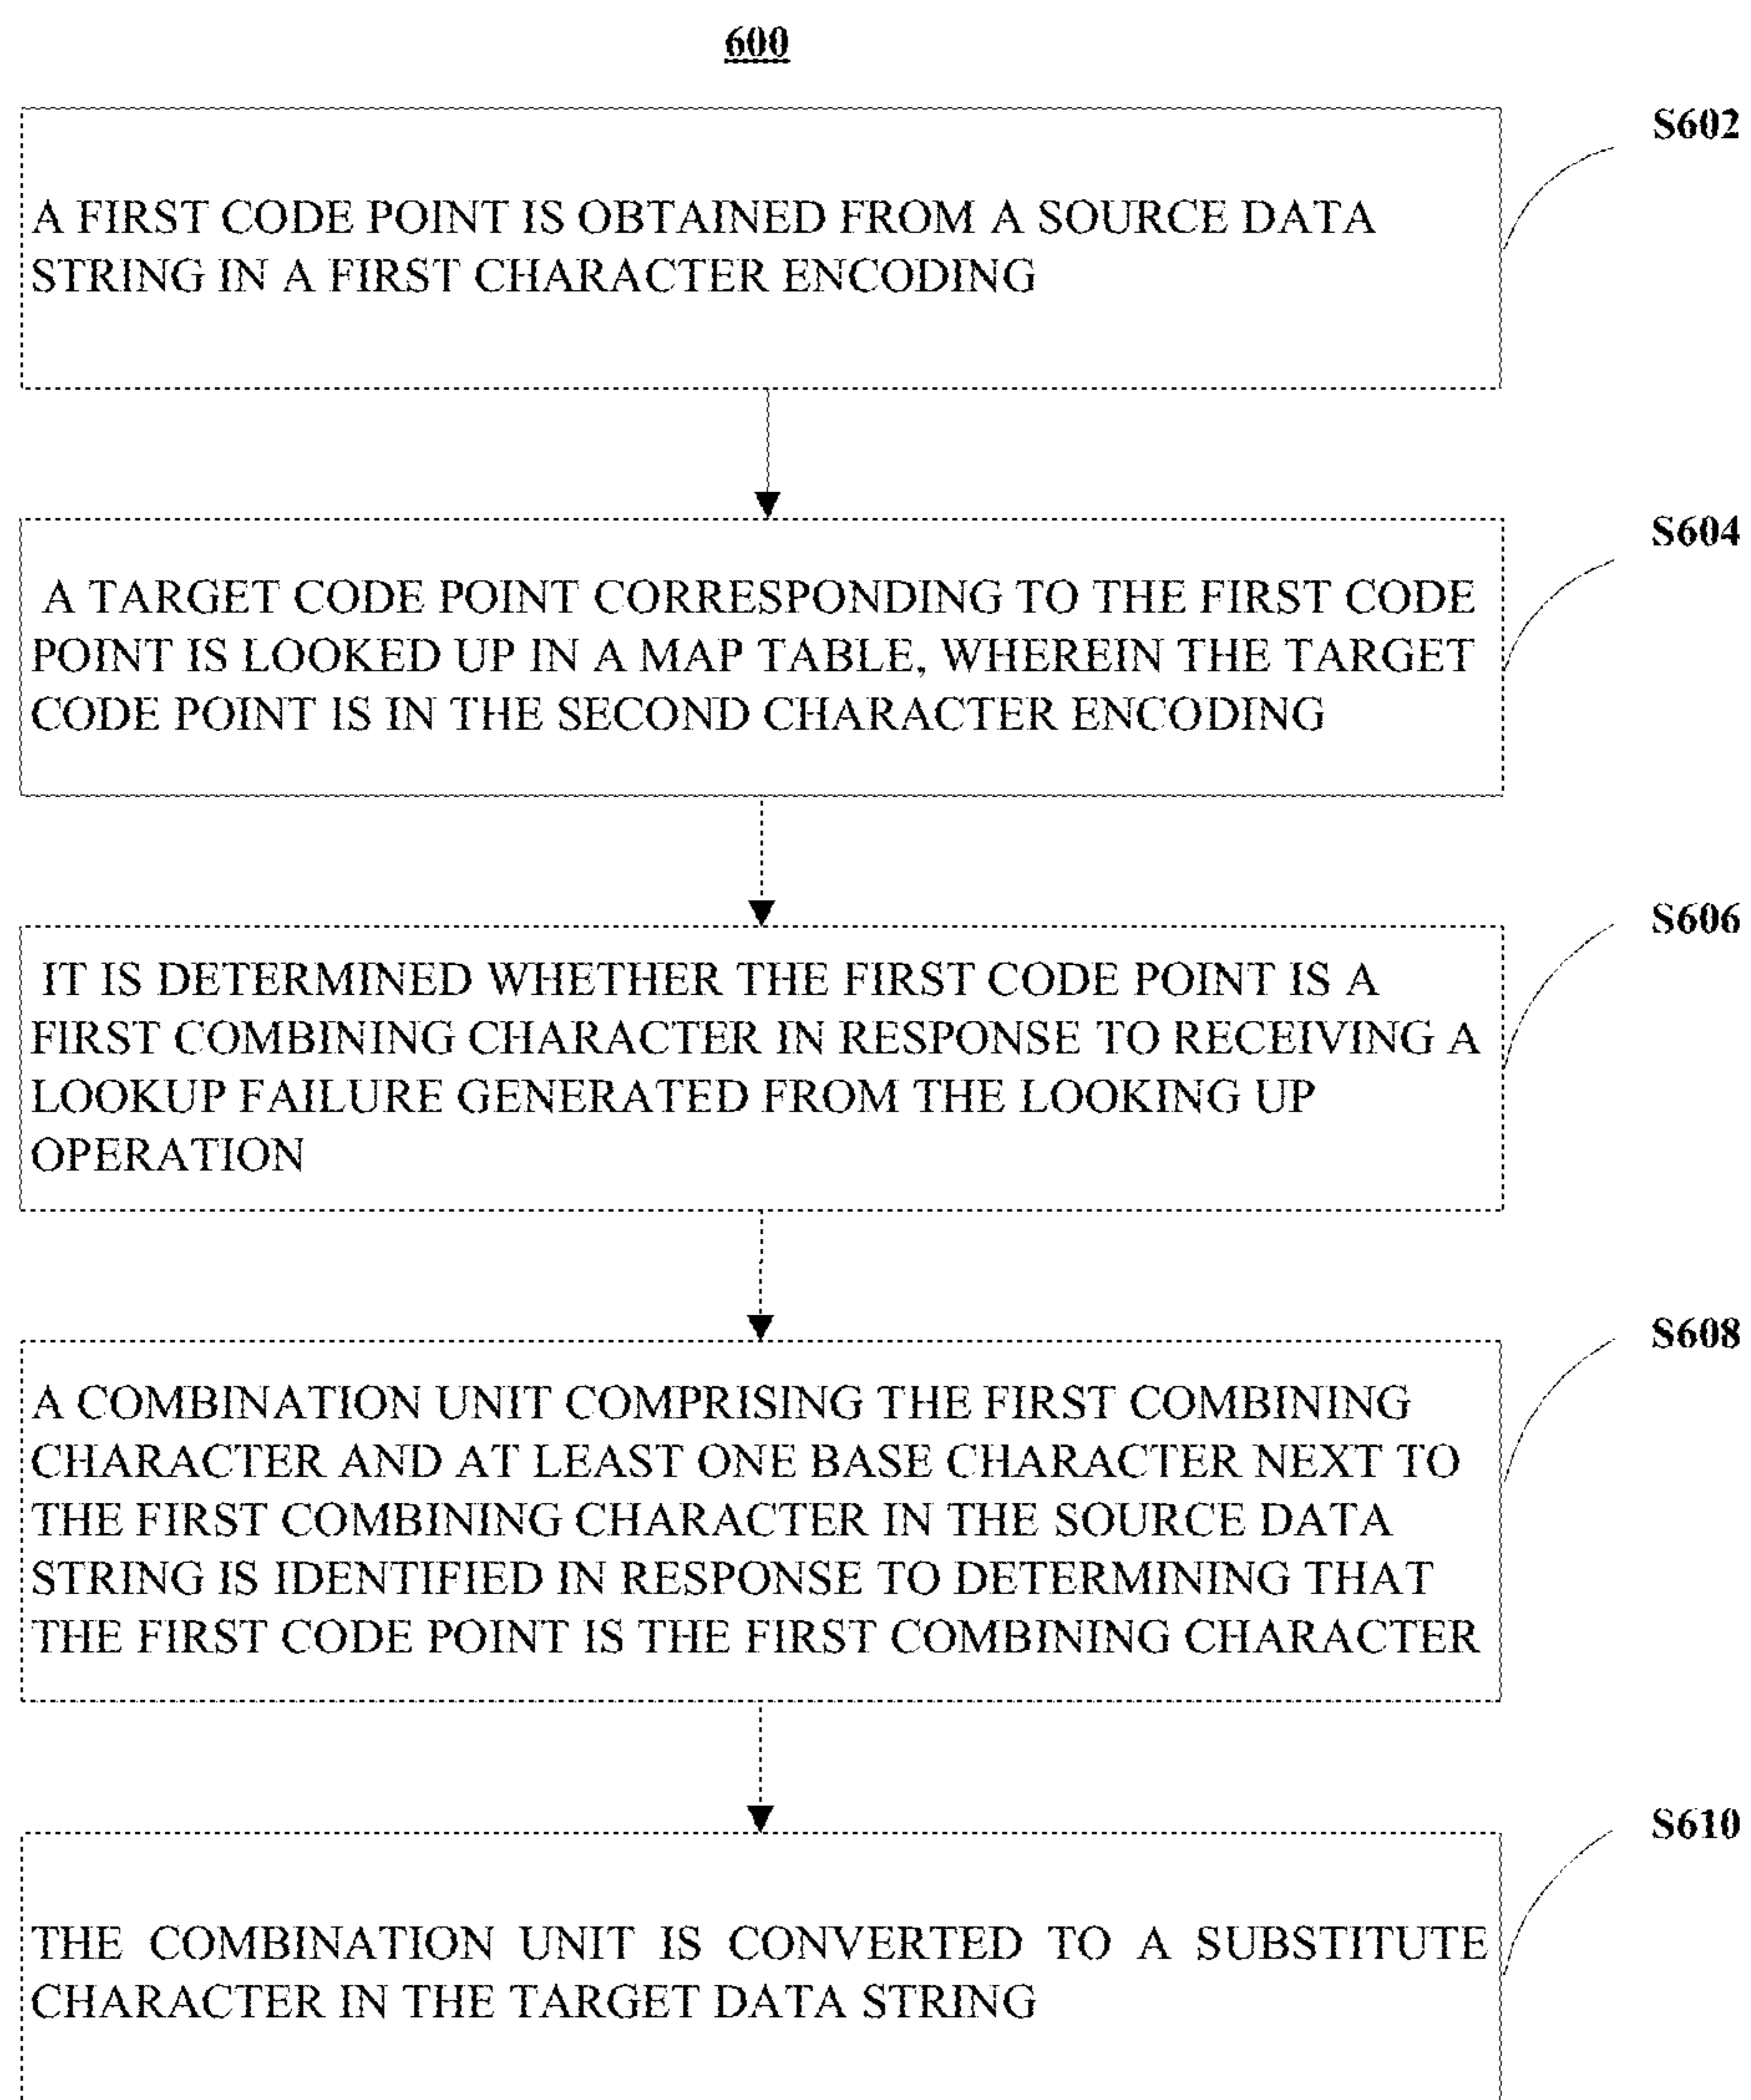 600
S602
A FIRST CODE POINT IS OBTAINED FROM A SOURCE DATA
STRING IN A FIRST CHARACTER ENCODING
S604
A TARGET CODE POINT CORRESPONDING TO THE FIRST CODE
POINT IS LOOKED UP IN A MAP TABLE, WHEREIN THE TARGET
CODE POINT IS IN THE SECOND CHARACTER ENCODING
S606
IT IS DETERMINED WHETHER THE FIRST CODE POINT IS A
FIRST COMBINING CHARACTER IN RESPONSE TO RECEIVING A
LOOKUP FAILURE GENERATED FROM THE LOOKING UP
OPERATION
S608
A COMBINATION UNIT COMPRISING THE FIRST COMBINING
CHARACTER AND AT LEAST ONE BASE CHARACTER NEXT TO
THE FIRST COMBINING CHARACTER IN THE SOURCE DATA
STRING IS IDENTIFIED IN RESPONSE TO DETERMINING THAT
THE FIRST CODE POINT IS THE FIRST COMBINING CHARACTER
S610
THE COMBINATION UNIT IS CONVERTED TO A SUBSTITUTE
CHARACTER IN THE TARGET DATA STRING